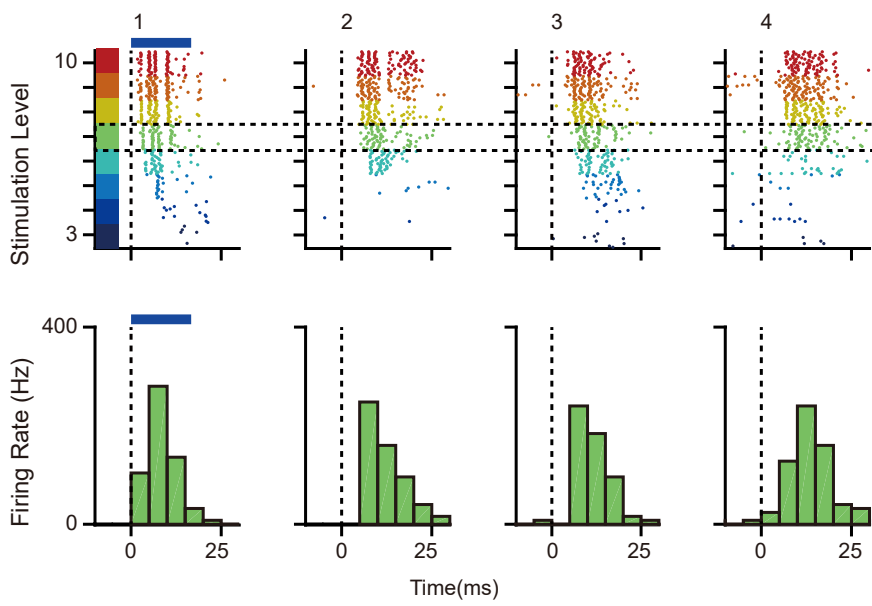 1 2 3 4
Stimulation Level
10
3
Firing Rate (Hz)
400
0
0 25 0 25 0 25 0 25
Time(ms)